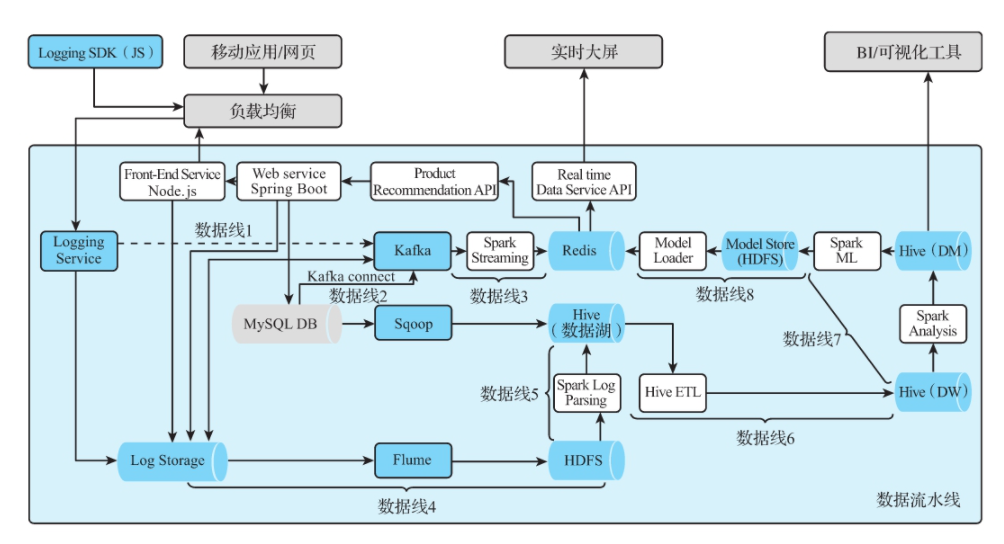 Logging SDK（JS）
移动应用/网页
实时大屏
BI/可视化工具
负载均衡
Front-End Service
Node.js
Web service
Spring Boot
Product
Recommendation API
Real time
Data Service API
数据线1
Logging
Service
Kafka
Spark
Streaming
Redis
Model
Loader
Model Store
(HDFS)
Spark
ML
Hive（DM）
Kafka connect
数据线2
数据线3
数据线8
MySQL DB
Sqoop
Hive
（数据湖）
数据线7
Spark
Analysis
数据线5
Spark Log
Parsing
Hive ETL
Hive（DW）
数据线6
Log Storage
Flume
HDFS
数据线4
数据流水线